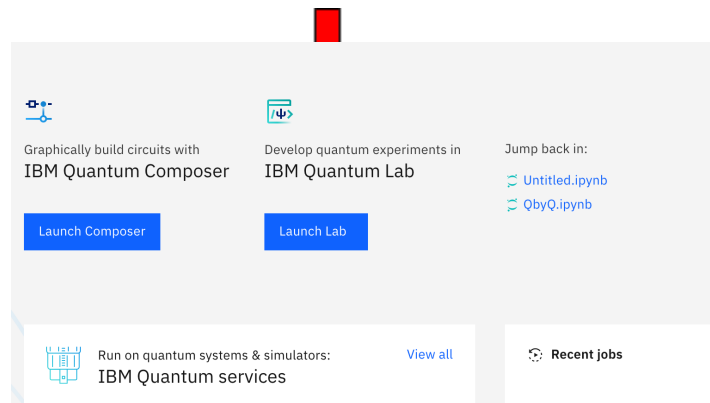 Graphically build circuits with
IBM Quantum Composer
Launch Composer
Develop quantum experiments in
IBM Quantum Lab
Launch Lab
Jump back in:
Untitled.ipynb
QbyQ.ipynb
Run on quantum systems & simulators:
IBM Quantum services
View all
Recent jobs